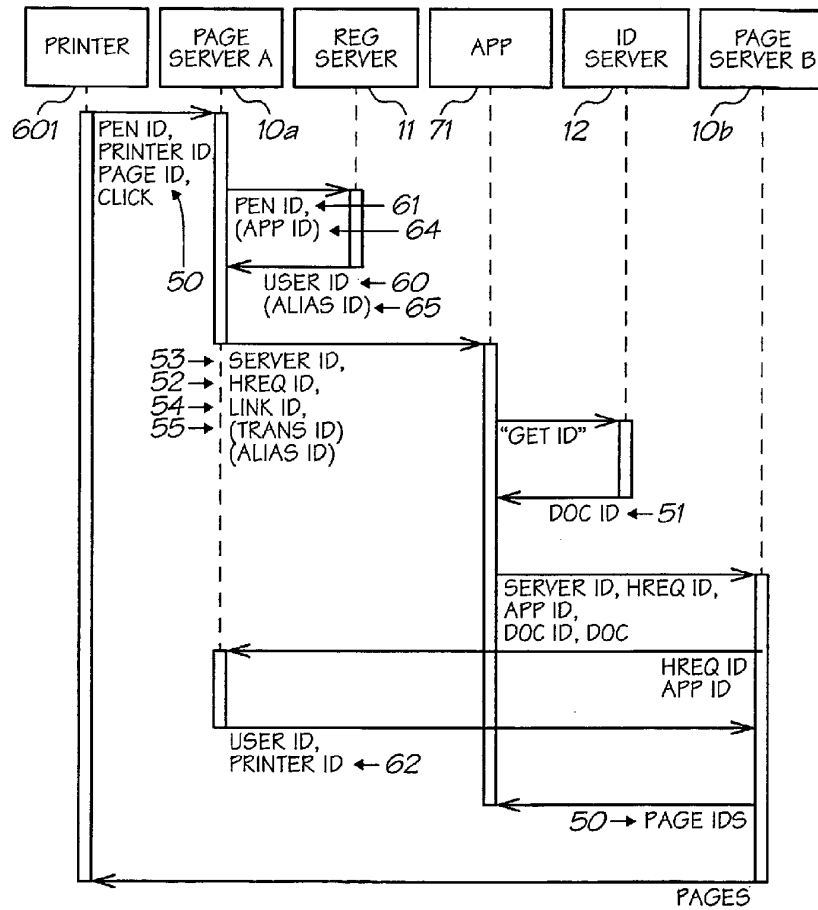 PRINTER
PAGE
SERVER A
REG
SERVER
APP
ID
SERVER
PAGE
SERVER B
601
10a
11
71
12
10b
PEN ID,
PRINTER ID
PAGE ID,
CLICK
50
PEN ID, 61
(APP ID) 64
USER ID 60
(ALIAS ID) 65
53 SERVER ID,
52 HREQ ID,
54 LINK ID,
55 (TRANS ID)
(ALIAS ID)
"GET ID"
DOC ID 51
SERVER ID, HREQ ID,
APP ID,
DOC ID, DOC
HREQ ID
APP ID
USER ID,
PRINTER ID 62
50 PAGE IDS
PAGES